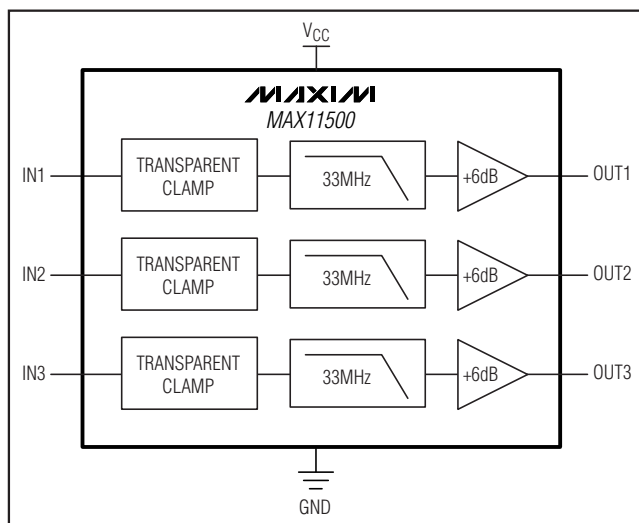 VCC
MAXIM
MAX11500
IN1
TRANSPARENT
CLAMP
33MHz
+6dB
OUT1
IN2
TRANSPARENT
CLAMP
33MHz
+6dB
OUT2
IN3
TRANSPARENT
CLAMP
33MHz
+6dB
OUT3
GND